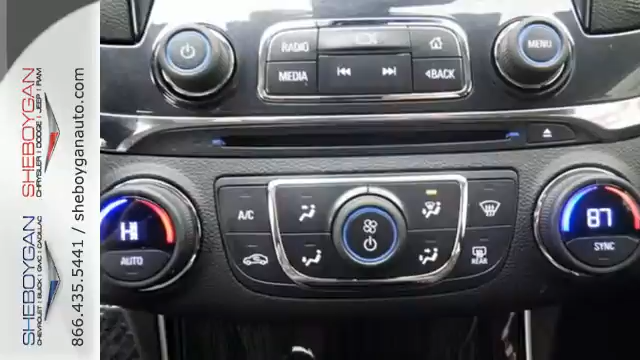 SHEBOYGAN
CHRYSLER | DODGE | JEEP | RAM
SHEBOYGAN
CHEVROLET | BUICK | GMC | CADILLAC
866.435.5441 / sheboyganauto.com
RADIO
MEDIA
BACK
MENU
A/C
HI
AUTO
REAR
87
SYNC